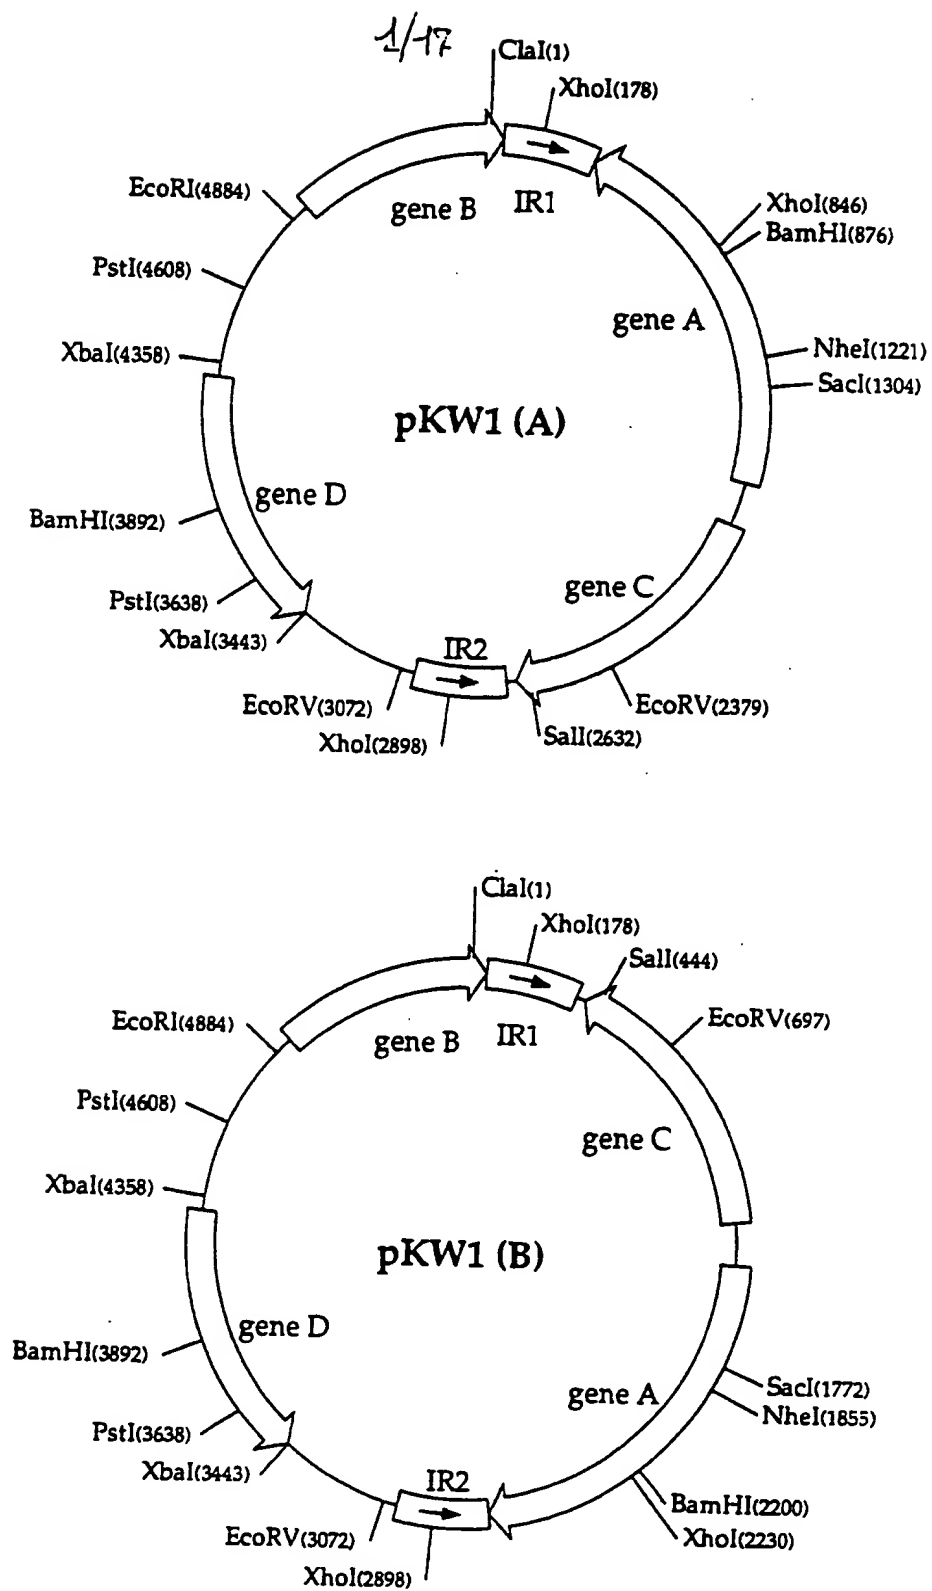 1/17
ClaI(1)
XhoI(178)
EcoRI(4884)
gene B
IR1
XhoI(846)
BamHI(876)
PstI(4608)
gene A
XbaI(4358)
NheI(1221)
SacI(1304)
pKW1 (A)
gene D
BamHI(3892)
gene C
PstI(3638)
XbaI(3443)
IR2
EcoRV(3072)
EcoRV(2379)
XhoI(2898)
SalI(2632)
ClaI(1)
XhoI(178)
SalI(444)
EcoRI(4884)
EcoRV(697)
gene B
IR1
PstI(4608)
gene C
XbaI(4358)
pKW1 (B)
gene D
BamHI(3892)
gene A
SacI(1772)
NheI(1855)
PstI(3638)
XbaI(3443)
IR2
BamHI(2200)
EcoRV(3072)
XhoI(2230)
XhoI(2898)